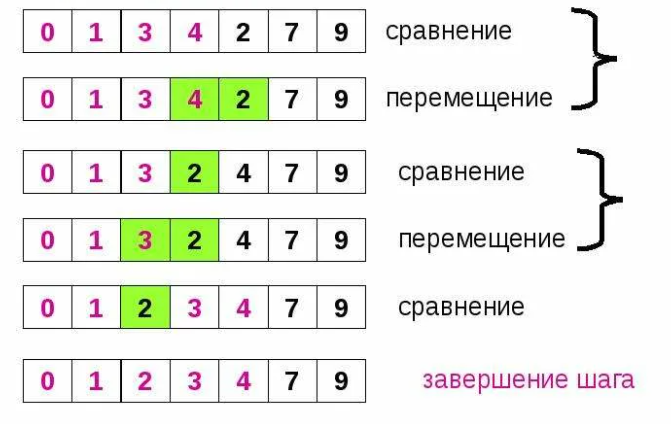 0 1 3 4 2 7 9 сравнение
0 1 3 4 2 7 9 перемещение
0 1 3 2 4 7 9 сравнение
0 1 3 2 4 7 9 перемещение
0 1 2 3 4 7 9 сравнение
0 1 2 3 4 7 9 завершение шага